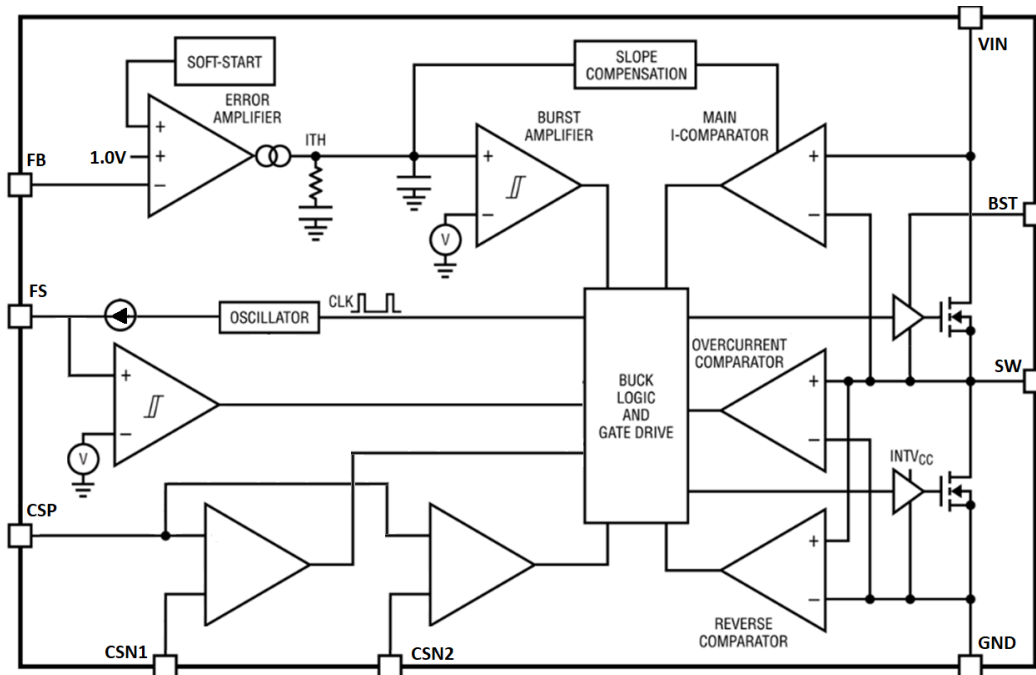 VIN
SOFT-START
SLOPE
COMPENSATION
ERROR
AMPLIFIER
BURST
AMPLIFIER
MAIN
I-COMPARATOR
ITH
+
+
1.0V
FB
−
+
−
V
+
−
BST
FS
OSCILLATOR
CLK
OVERCURRENT
COMPARATOR
SW
+
−
V
BUCK
LOGIC
AND
GATE DRIVE
+
−
INTVCC
CSP
+
−
REVERSE
COMPARATOR
CSN1
CSN2
GND